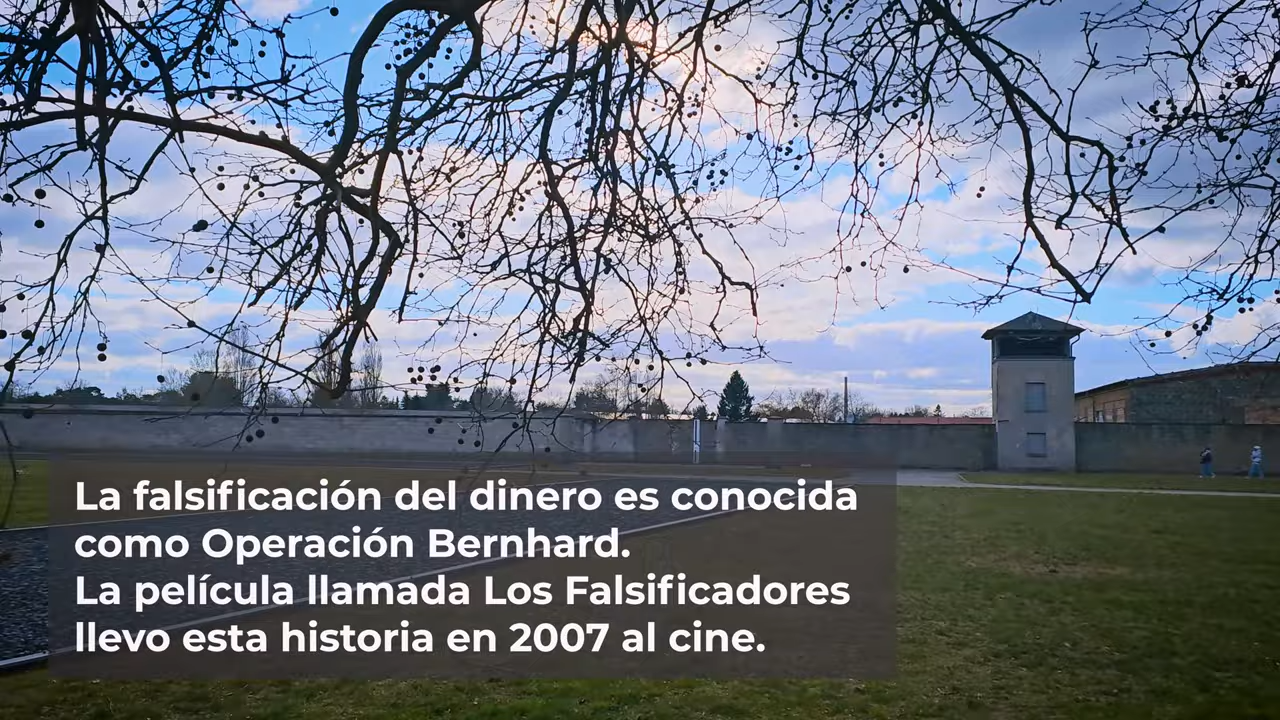 La falsificación del dinero es conocida
como Operación Bernhard.
La película llamada Los Falsificadores
llevo esta historia en 2007 al cine.